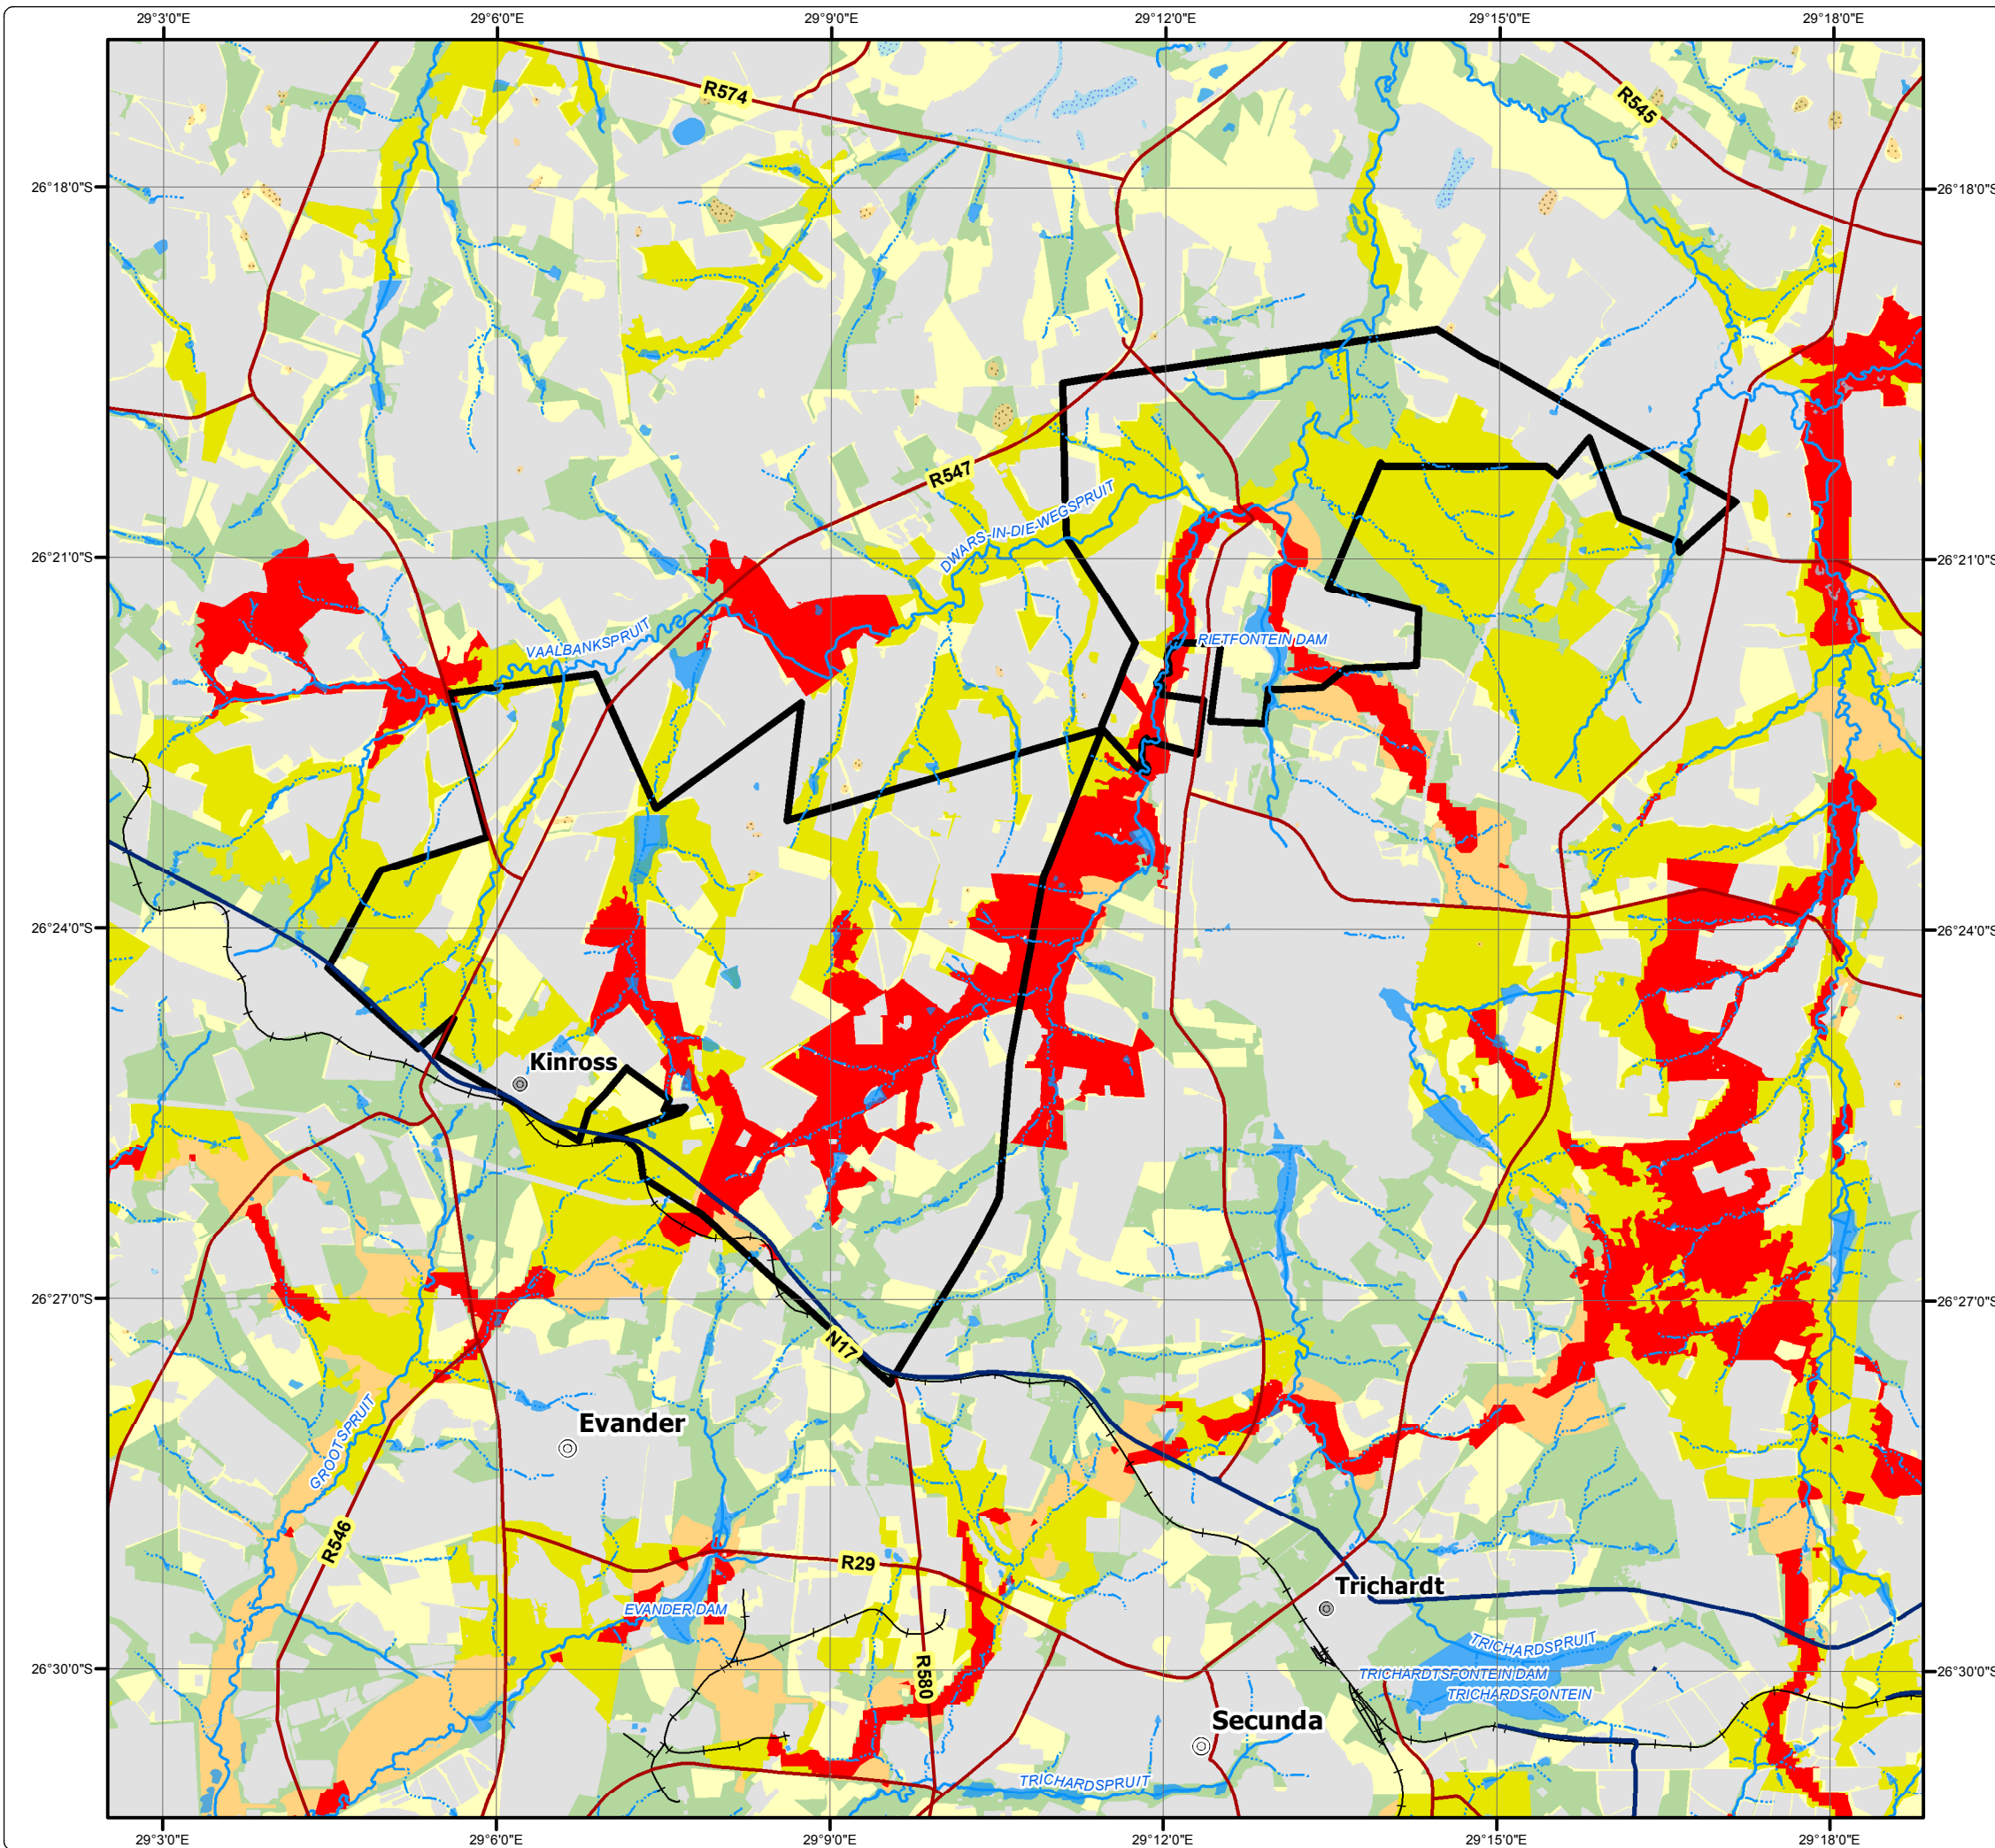 29°3'0"E
29°6'0"E
29°9'0"E
29°12'0"E
29°15'0"E
29°18'0"E
R574
R545
26°18'0"S
26°18'0"S
R547
DWARS-IN-DIE-WEGSPRUIT
26°21'0"S
26°21'0"S
VAALBANKSPRUIT
RIETFONTEIN DAM
26°24'0"S
26°24'0"S
Kinross
26°27'0"S
26°27'0"S
N17
Evander
GROOTSPRUIT
R546
R29
Trichardt
EVANDER DAM
TRICHARDSPRUIT
26°30'0"S
26°30'0"S
R580
TRICHARDTSFONTEIN DAM
TRICHARDSFONTEIN
Secunda
TRICHARDSPRUIT
29°3'0"E
29°6'0"E
29°9'0"E
29°12'0"E
29°15'0"E
29°18'0"E